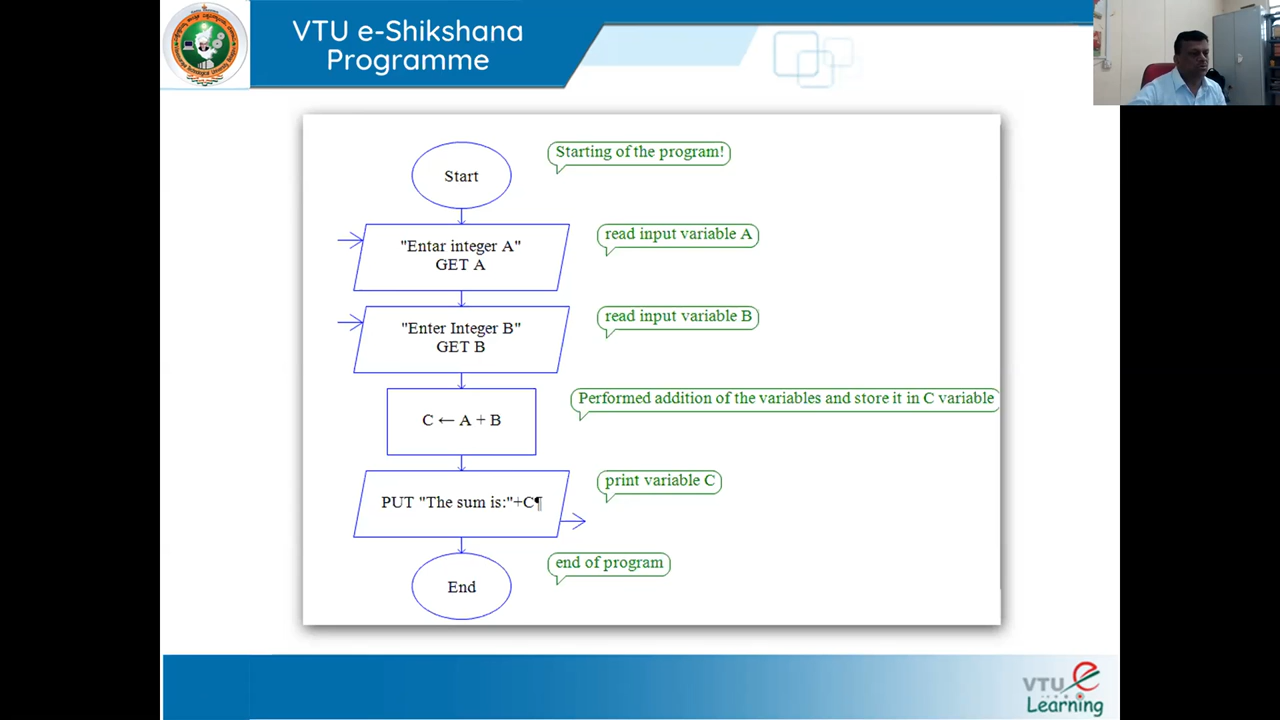 VTU e-Shikshana
Programme
Start
Starting of the program!
"Entar integer A"
GET A
read input variable A
"Enter Integer B"
GET B
read input variable B
C ← A + B
Performed addition of the variables and store it in C variable
PUT "The sum is:"+C¶
print variable C
End
end of program
VTU e
Learning